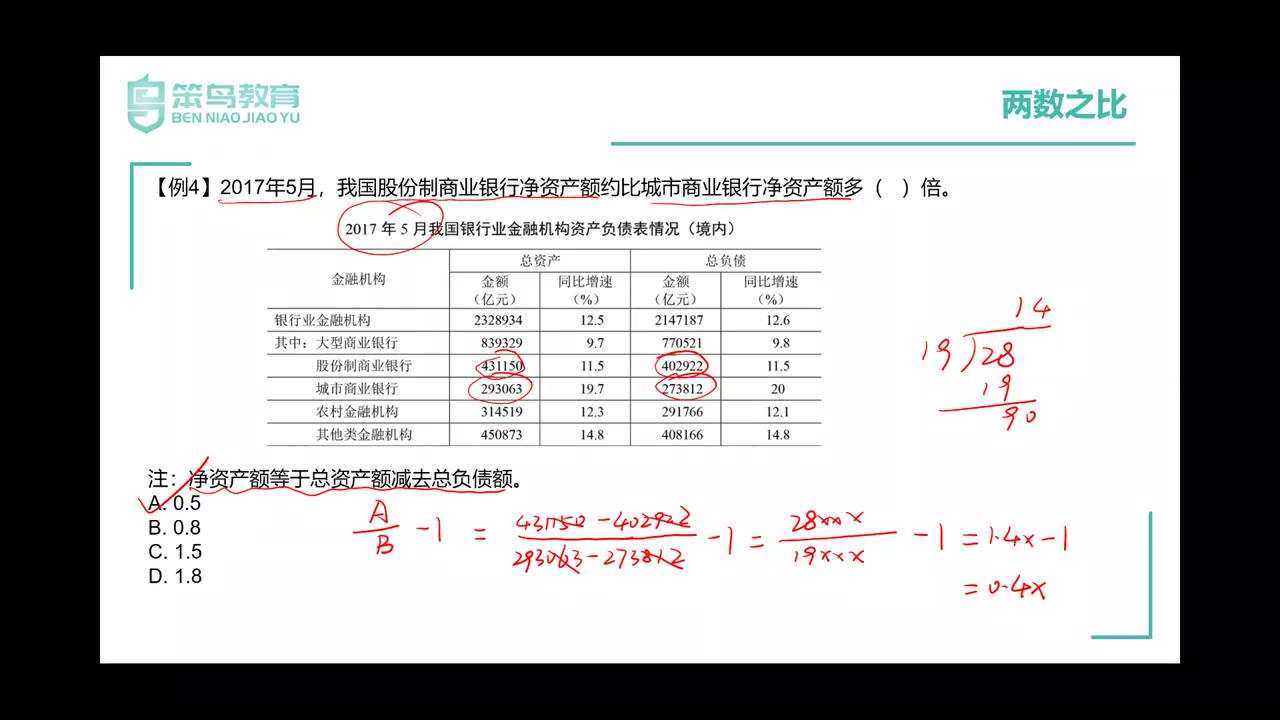 笨鸟教育
BEN NIAO JIAO YU
两数之比
【例4】2017年5月，我国股份制商业银行净资产额约比城市商业银行净资产额多（ ）倍。
2017 年 5 月我国银行业金融机构资产负债表情况（境内）
金融机构 总资产 总负债
金额（亿元） 同比增速（%） 金额（亿元） 同比增速（%）
银行业金融机构 2328934 12.5 2147187 12.6
其中：大型商业银行 839329 9.7 770521 9.8
股份制商业银行 431150 11.5 402922 11.5
城市商业银行 293063 19.7 273812 20
农村金融机构 314519 12.3 291766 12.1
其他类金融机构 450873 14.8 408166 14.8
14
19 28
19
90
注：净资产额等于总资产额减去总负债额。
A. 0.5
B. 0.8
C. 1.5
D. 1.8
A/B -1 = 431150-402922/293063-273812 -1 = 28xxx/19xxx -1 = 1.4x-1
= 0.4x